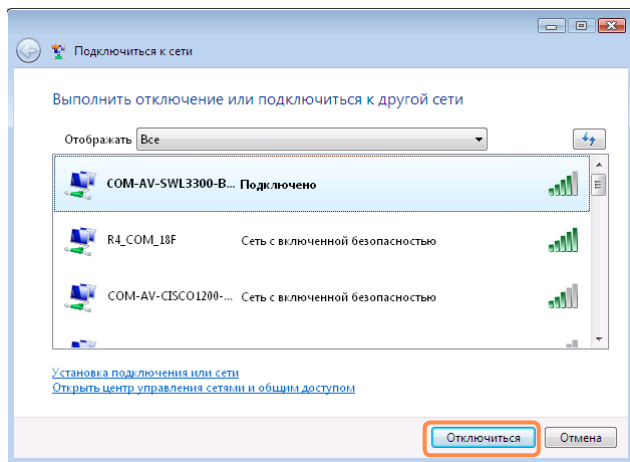 Подключиться к сети
Выполнить отключение или подключиться к другой сети
Отображать Все
COM-AV-SWL3300-B... Подключено
R4_COM_18F Сеть с включенной безопасностью
COM-AV-CISCO1200-... Сеть с включенной безопасностью
Установка подключения или сети
Открыть центр управления сетями и общим доступом
Отключиться Отмена